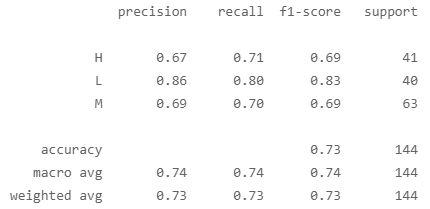 precision recall f1-score support
H 0.67 0.71 0.69 41
L 0.86 0.80 0.83 40
M 0.69 0.70 0.69 63
accuracy 0.73 144
macro avg 0.74 0.74 0.74 144
weighted avg 0.73 0.73 0.73 144